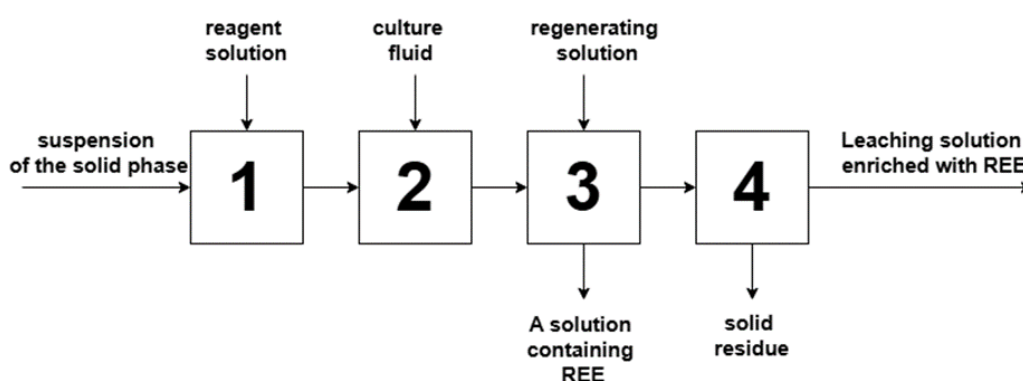 reagent
solution
culture
fluid
regenerating
solution
suspension
of the solid phase
1
2
3
4
Leaching solution
enriched with REE
A solution
containing
REE
solid
residue